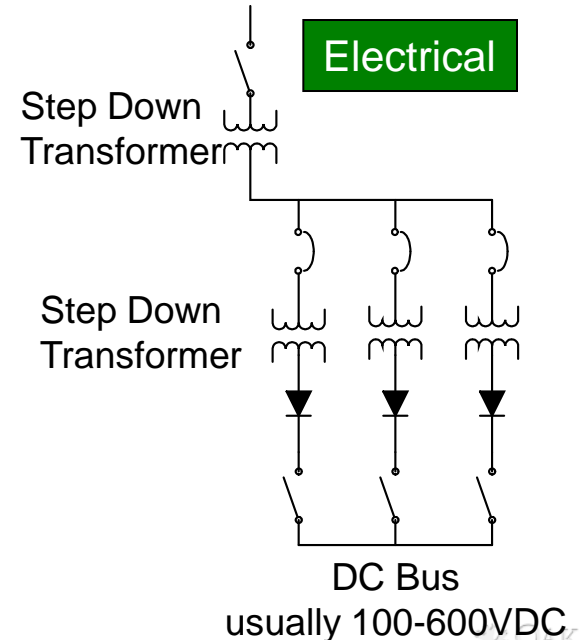 Electrical
Step Down
Transformer
Step Down
Transformer
DC Bus
usually 100-600VDC